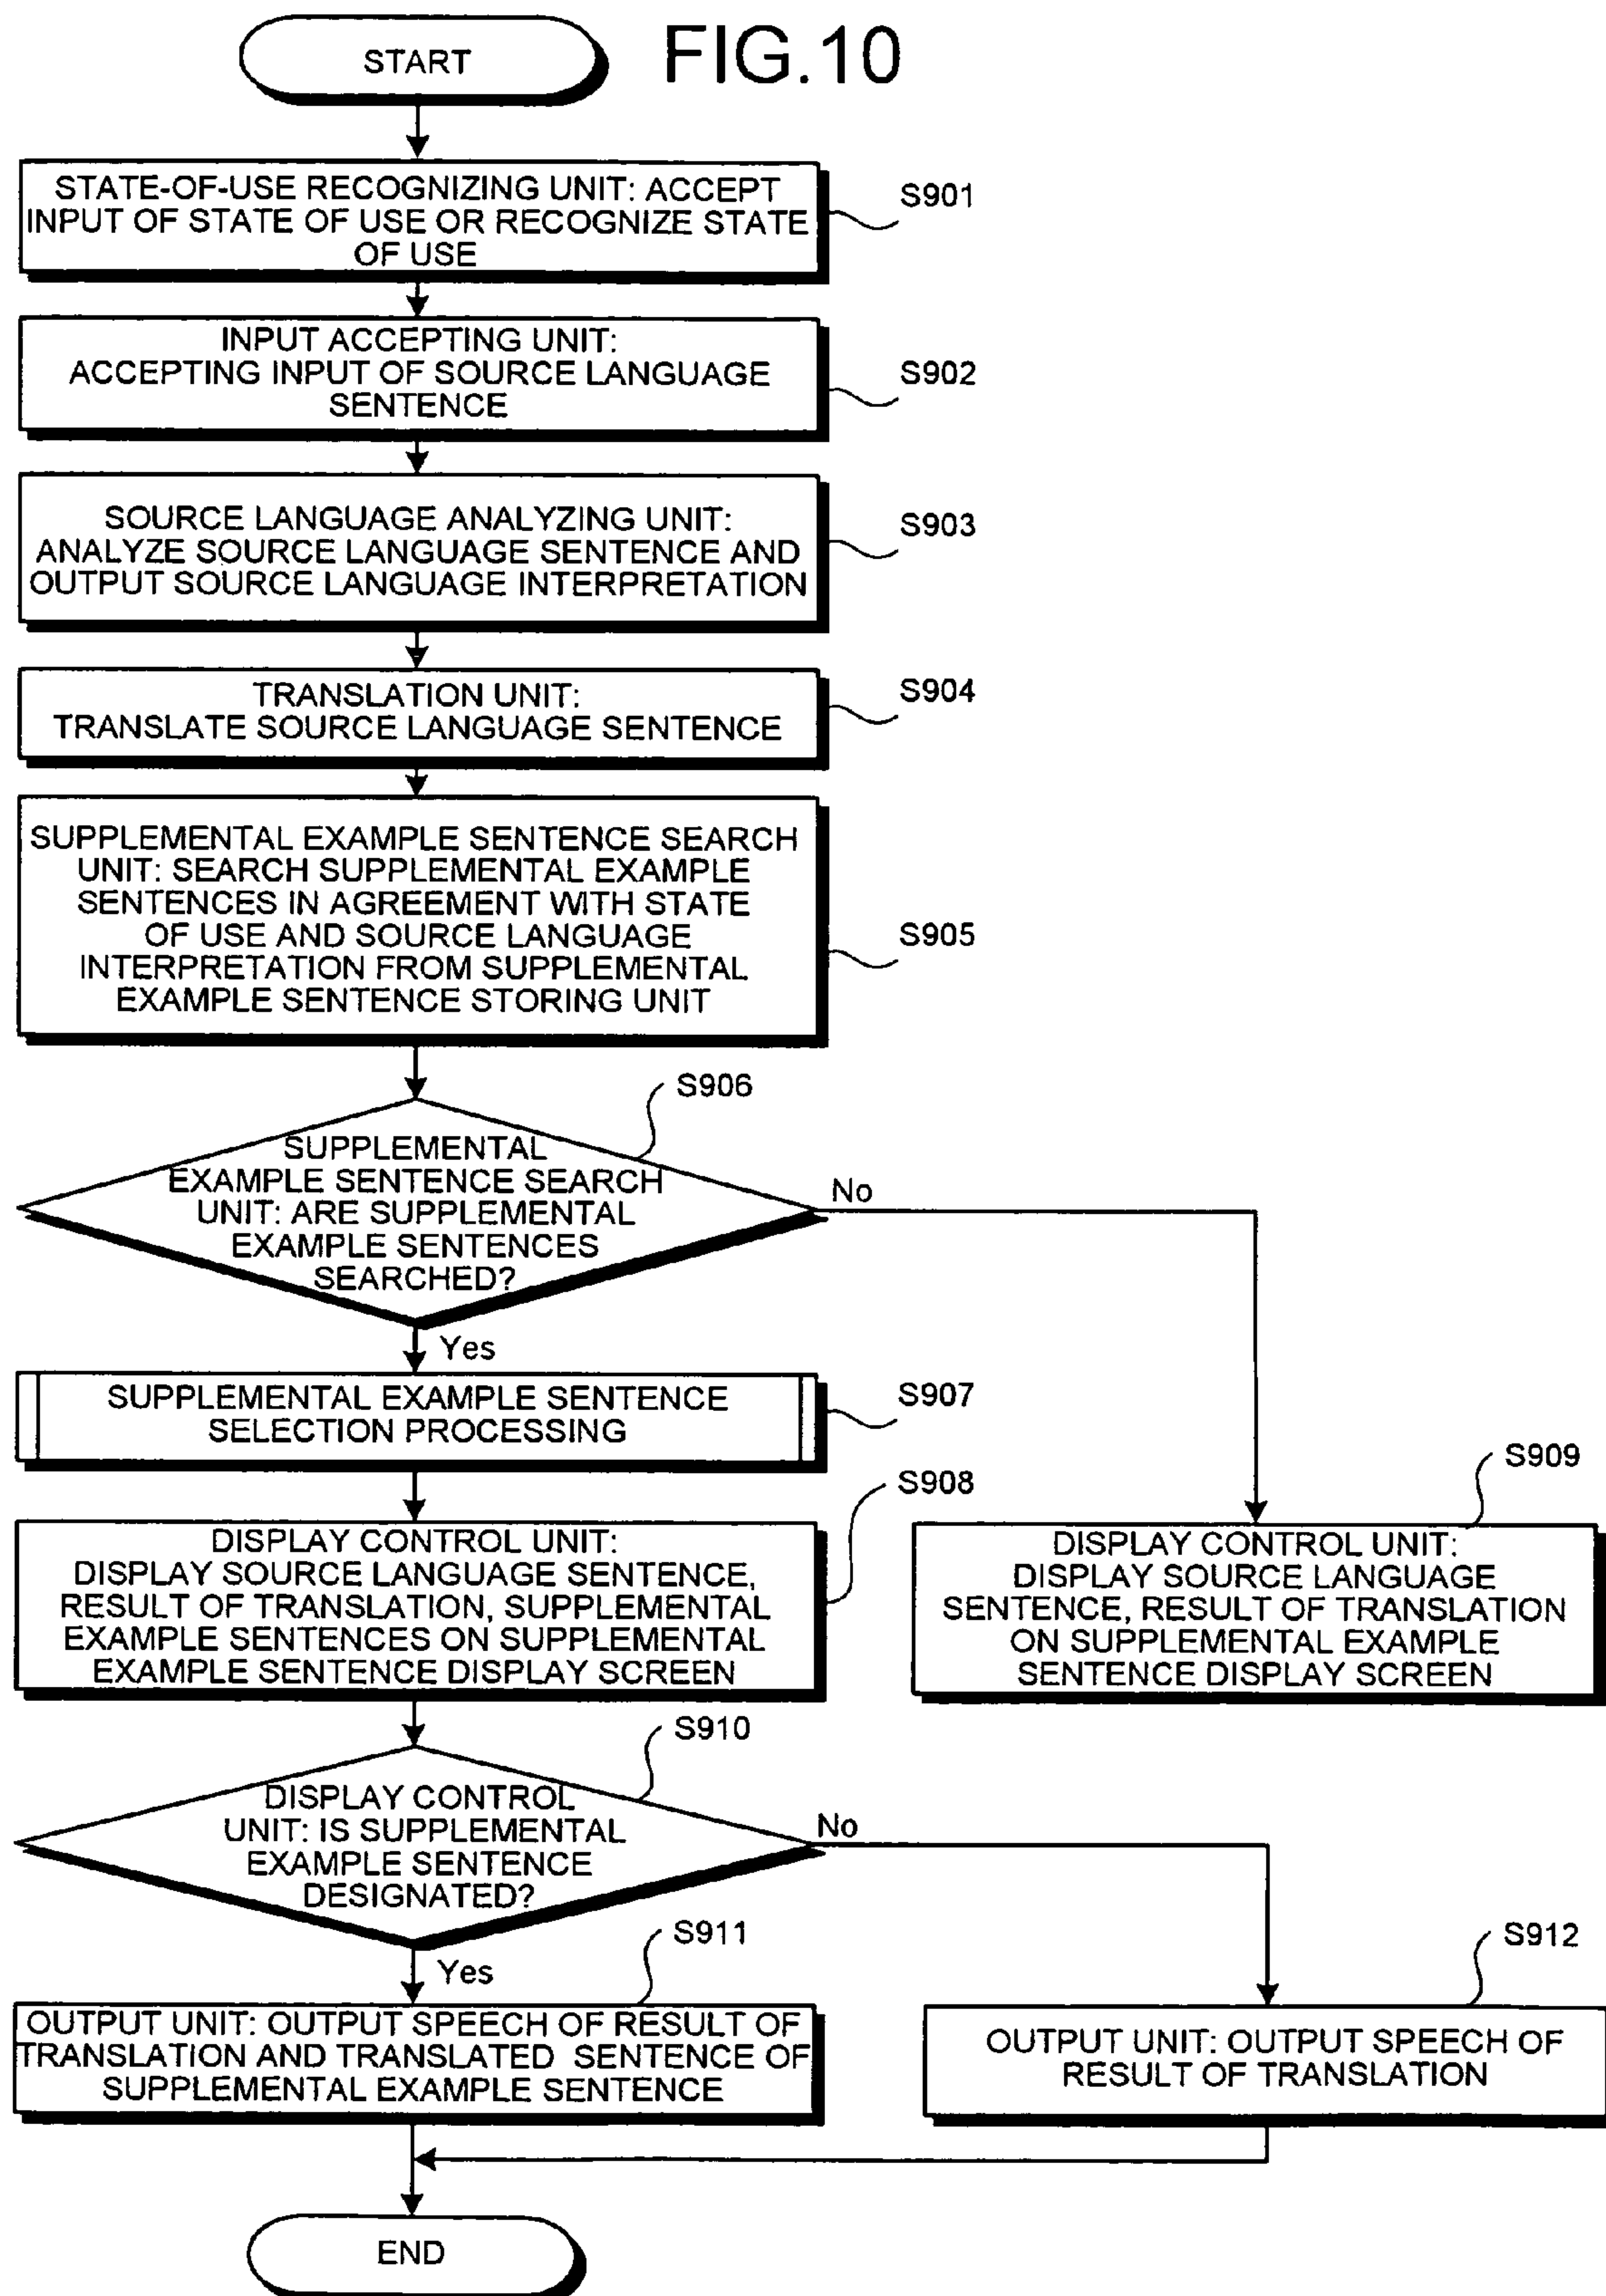 START
FIG.10
STATE-OF-USE RECOGNIZING UNIT: ACCEPT
INPUT OF STATE OF USE OR RECOGNIZE STATE
OF USE
S901
INPUT ACCEPTING UNIT:
ACCEPTING INPUT OF SOURCE LANGUAGE
SENTENCE
S902
SOURCE LANGUAGE ANALYZING UNIT:
ANALYZE SOURCE LANGUAGE SENTENCE AND
OUTPUT SOURCE LANGUAGE INTERPRETATION
S903
TRANSLATION UNIT:
TRANSLATE SOURCE LANGUAGE SENTENCE
S904
SUPPLEMENTAL EXAMPLE SENTENCE SEARCH
UNIT: SEARCH SUPPLEMENTAL EXAMPLE
SENTENCES IN AGREEMENT WITH STATE
OF USE AND SOURCE LANGUAGE
INTERPRETATION FROM SUPPLEMENTAL
EXAMPLE SENTENCE STORING UNIT
S905
S906
SUPPLEMENTAL
EXAMPLE SENTENCE SEARCH
UNIT: ARE SUPPLEMENTAL
EXAMPLE SENTENCES
SEARCHED?
No
Yes
SUPPLEMENTAL EXAMPLE SENTENCE
SELECTION PROCESSING
S907
S908
DISPLAY CONTROL UNIT:
DISPLAY SOURCE LANGUAGE SENTENCE,
RESULT OF TRANSLATION, SUPPLEMENTAL
EXAMPLE SENTENCES ON SUPPLEMENTAL
EXAMPLE SENTENCE DISPLAY SCREEN
S909
DISPLAY CONTROL UNIT:
DISPLAY SOURCE LANGUAGE
SENTENCE, RESULT OF TRANSLATION
ON SUPPLEMENTAL EXAMPLE
SENTENCE DISPLAY SCREEN
S910
DISPLAY CONTROL
UNIT: IS SUPPLEMENTAL
EXAMPLE SENTENCE
DESIGNATED?
No
Yes
S911
OUTPUT UNIT: OUTPUT SPEECH OF RESULT OF
TRANSLATION AND TRANSLATED SENTENCE OF
SUPPLEMENTAL EXAMPLE SENTENCE
S912
OUTPUT UNIT: OUTPUT SPEECH OF
RESULT OF TRANSLATION
END